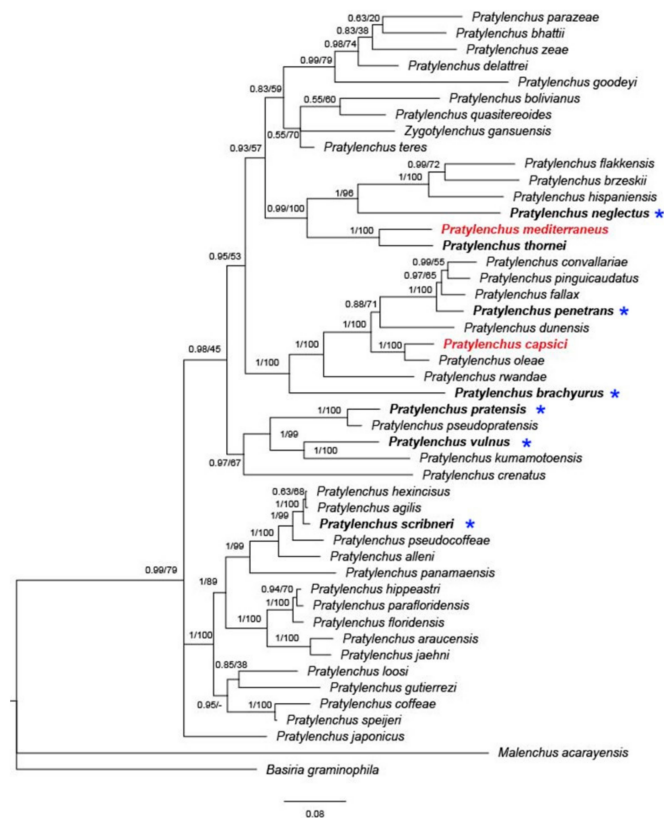 0.63/20 Pratylenchus parazeae
0.83/38 Pratylenchus bhattii
0.98/74 Pratylenchus zeae
0.99/79 Pratylenchus delattrei
Pratylenchus goodeyi
0.83/59
0.55/60 Pratylenchus bolivianus
Pratylenchus quasitereoides
0.55/70 Zygotylenchus gansuensis
Pratylenchus teres
0.93/57
0.99/72 Pratylenchus flakkensis
1/100 Pratylenchus brzeskii
1/96 Pratylenchus hispaniensis
0.99/100 Pratylenchus neglectus *
1/100 Pratylenchus mediterraneus
Pratylenchus thornei
0.95/53
0.99/55 Pratylenchus convallariae
0.97/65 Pratylenchus pinguicaudatus
1/100 Pratylenchus fallax
0.88/71 Pratylenchus penetrans *
1/100 Pratylenchus dunensis
1/100 Pratylenchus capsici
1/100 Pratylenchus oleae
1/100 Pratylenchus rwandae
Pratylenchus brachyurus *
0.98/45
1/100 Pratylenchus pratensis *
Pratylenchus pseudopratensis
1/99 Pratylenchus vulnus *
1/100 Pratylenchus kumamotoensis
0.97/67 Pratylenchus crenatus
0.63/68 Pratylenchus hexincisus
1/100 Pratylenchus agilis
1/99 Pratylenchus scribneri *
1/100 Pratylenchus pseudocoffeae
1/99 Pratylenchus alleni
Pratylenchus panamaensis
0.99/79
1/89
0.94/70 Pratylenchus hippeastri
1/100 Pratylenchus parafloridensis
Pratylenchus floridensis
1/100
1/100 Pratylenchus araucensis
Pratylenchus jaehni
1/100
0.85/38 Pratylenchus loosi
Pratylenchus gutierrezi
0.95/- 1/100 Pratylenchus coffeae
Pratylenchus speijeri
Pratylenchus japonicus
Malenchus acarayensis
Basiria graminophila
0.08